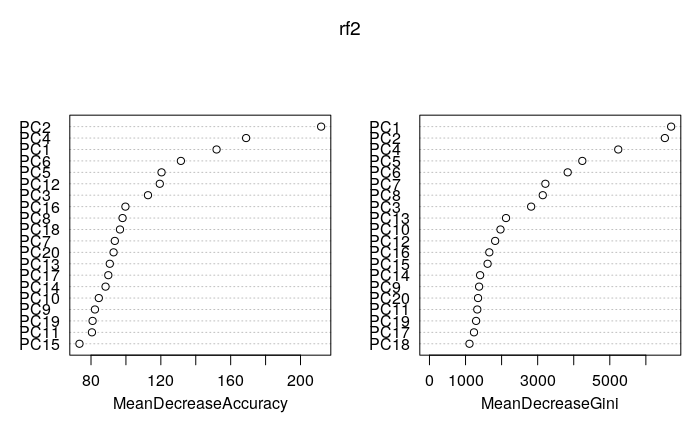 rf2
PC2
PC4
PC1
PC6
PC5
PC12
PC3
PC16
PC8
PC18
PC7
PC20
PC13
PC17
PC14
PC10
PC9
PC19
PC11
PC15
80 120 160 200
MeanDecreaseAccuracy
PC1
PC2
PC4
PC5
PC6
PC7
PC8
PC3
PC13
PC10
PC12
PC16
PC15
PC14
PC9
PC20
PC11
PC19
PC17
PC18
0 1000 3000 5000
MeanDecreaseGini